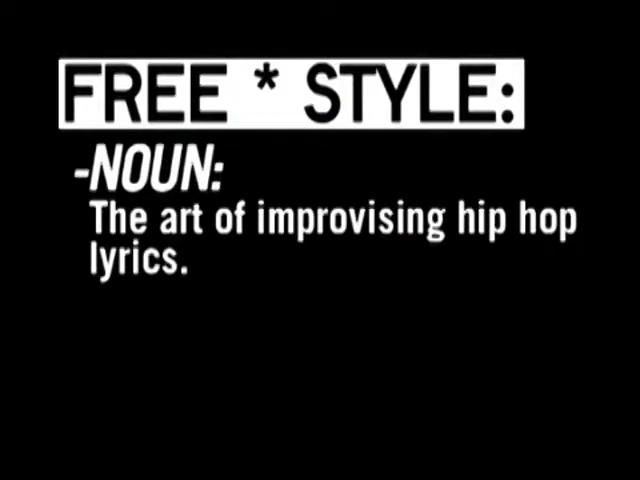 FREE * STYLE:
-NOUN:
The art of improvising hip hop
lyrics.